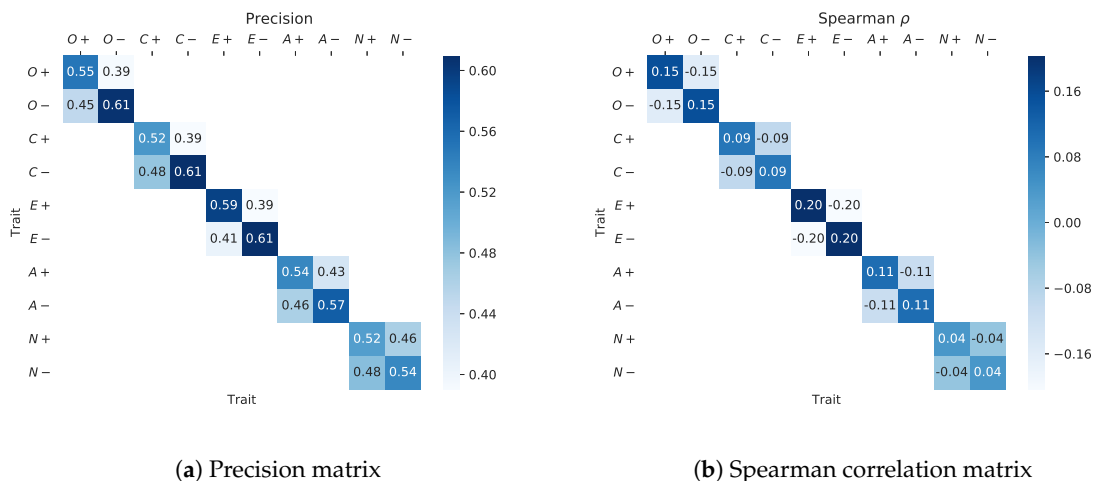 Precision
O+ O− C+ C− E+ E− A+ A− N+ N−
O+ 0.55 0.39
O− 0.45 0.61
C+ 0.52 0.39
C− 0.48 0.61
E+ 0.59 0.39
E− 0.41 0.61
A+ 0.54 0.43
A− 0.46 0.57
N+ 0.52 0.46
N− 0.48 0.54
Trait
Trait
0.60
0.56
0.52
0.48
0.44
0.40
(a) Precision matrix
Spearman ρ
O+ O− C+ C− E+ E− A+ A− N+ N−
O+ 0.15 -0.15
O− -0.15 0.15
C+ 0.09 -0.09
C− -0.09 0.09
E+ 0.20 -0.20
E− -0.20 0.20
A+ 0.11 -0.11
A− -0.11 0.11
N+ 0.04 -0.04
N− -0.04 0.04
Trait
Trait
0.16
0.08
0.00
−0.08
−0.16
(b) Spearman correlation matrix